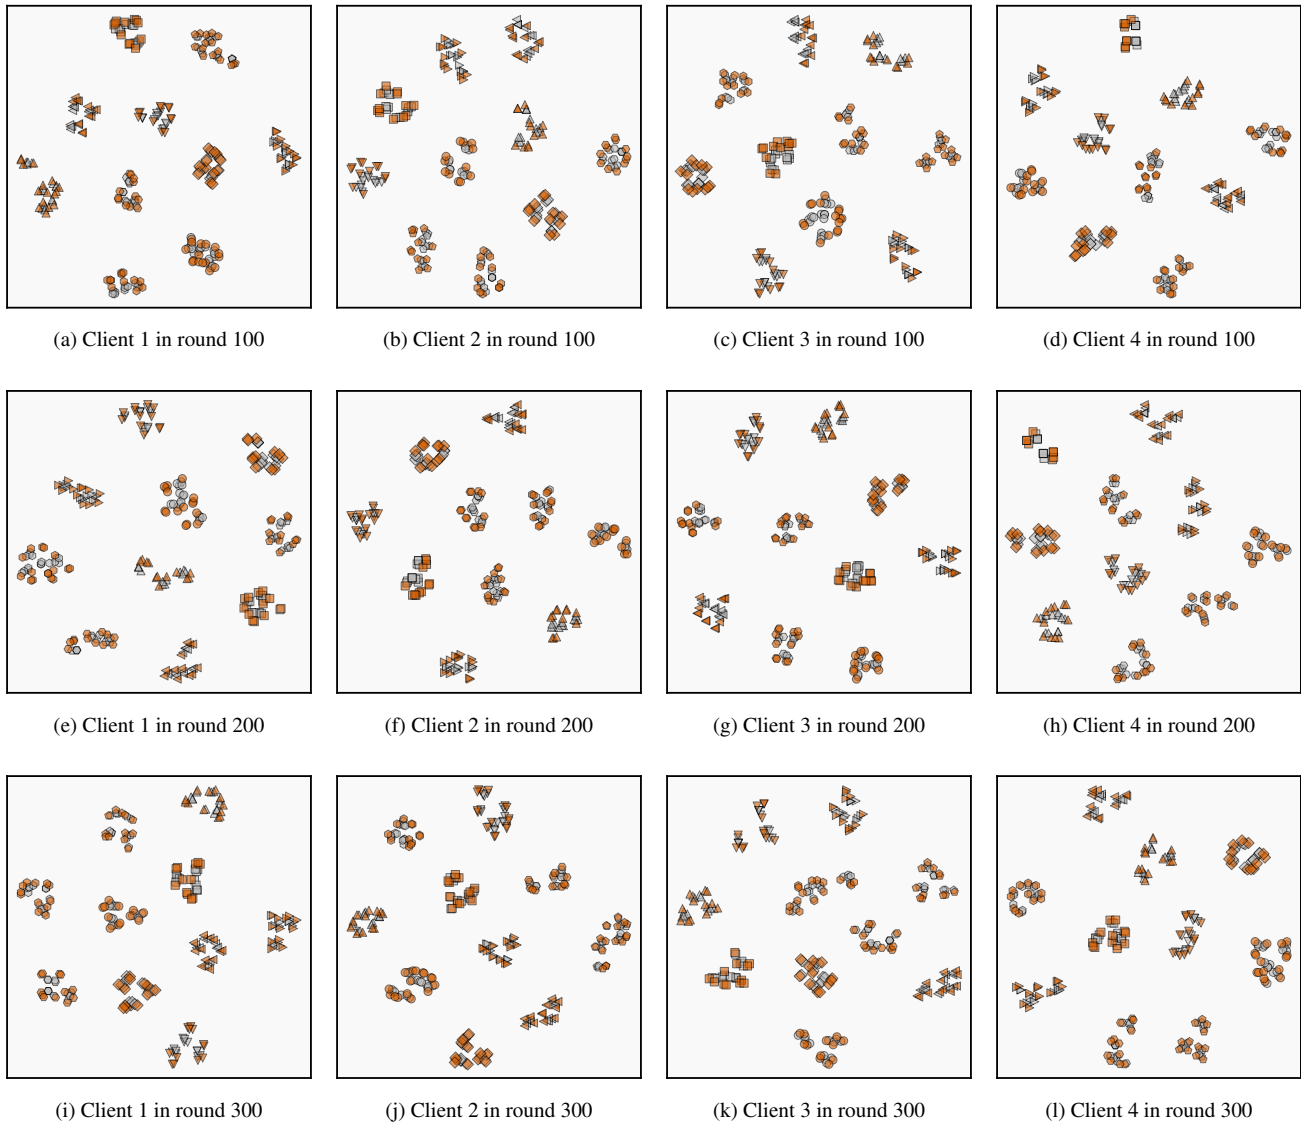 (a) Client 1 in round 100
(b) Client 2 in round 100
(c) Client 3 in round 100
(d) Client 4 in round 100
(e) Client 1 in round 200
(f) Client 2 in round 200
(g) Client 3 in round 200
(h) Client 4 in round 200
(i) Client 1 in round 300
(j) Client 2 in round 300
(k) Client 3 in round 300
(l) Client 4 in round 300